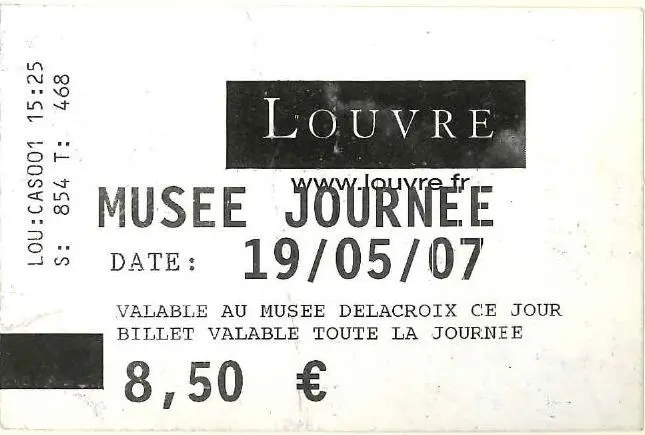 LOU:CAS001 15:25
S: 854 T: 468
LOUVRE
www.louvre.fr
MUSEE JOURNEE
DATE: 19/05/07
VALABLE AU MUSEE DELACROIX CE JOUR
BILLET VALABLE TOUTE LA JOURNEE
8,50 €